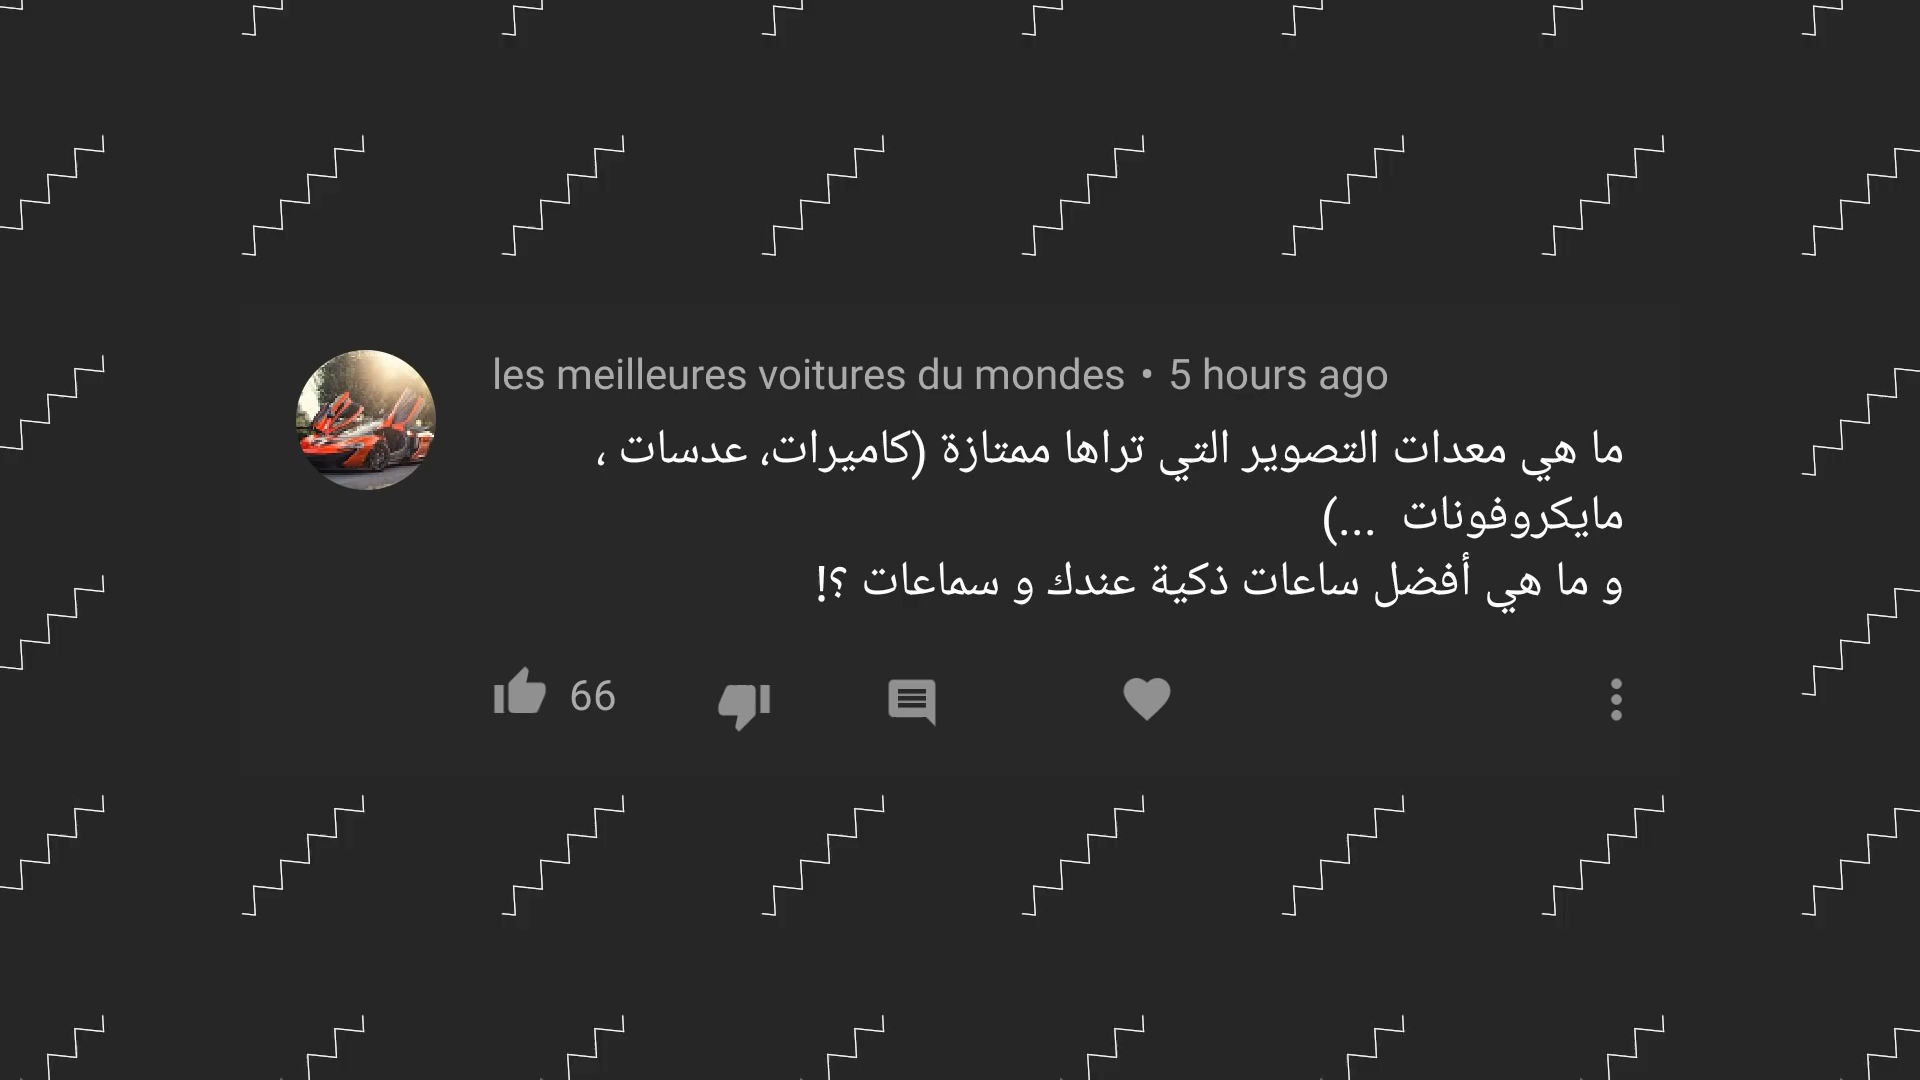 les meilleures voitures du mondes • 5 hours ago
ما هي معدات التصوير التي تراها ممتازة (كاميرات، عدسات ،
مايكروفونات  ...)
و ما هي أفضل ساعات ذكية عندك و سماعات ؟!
66